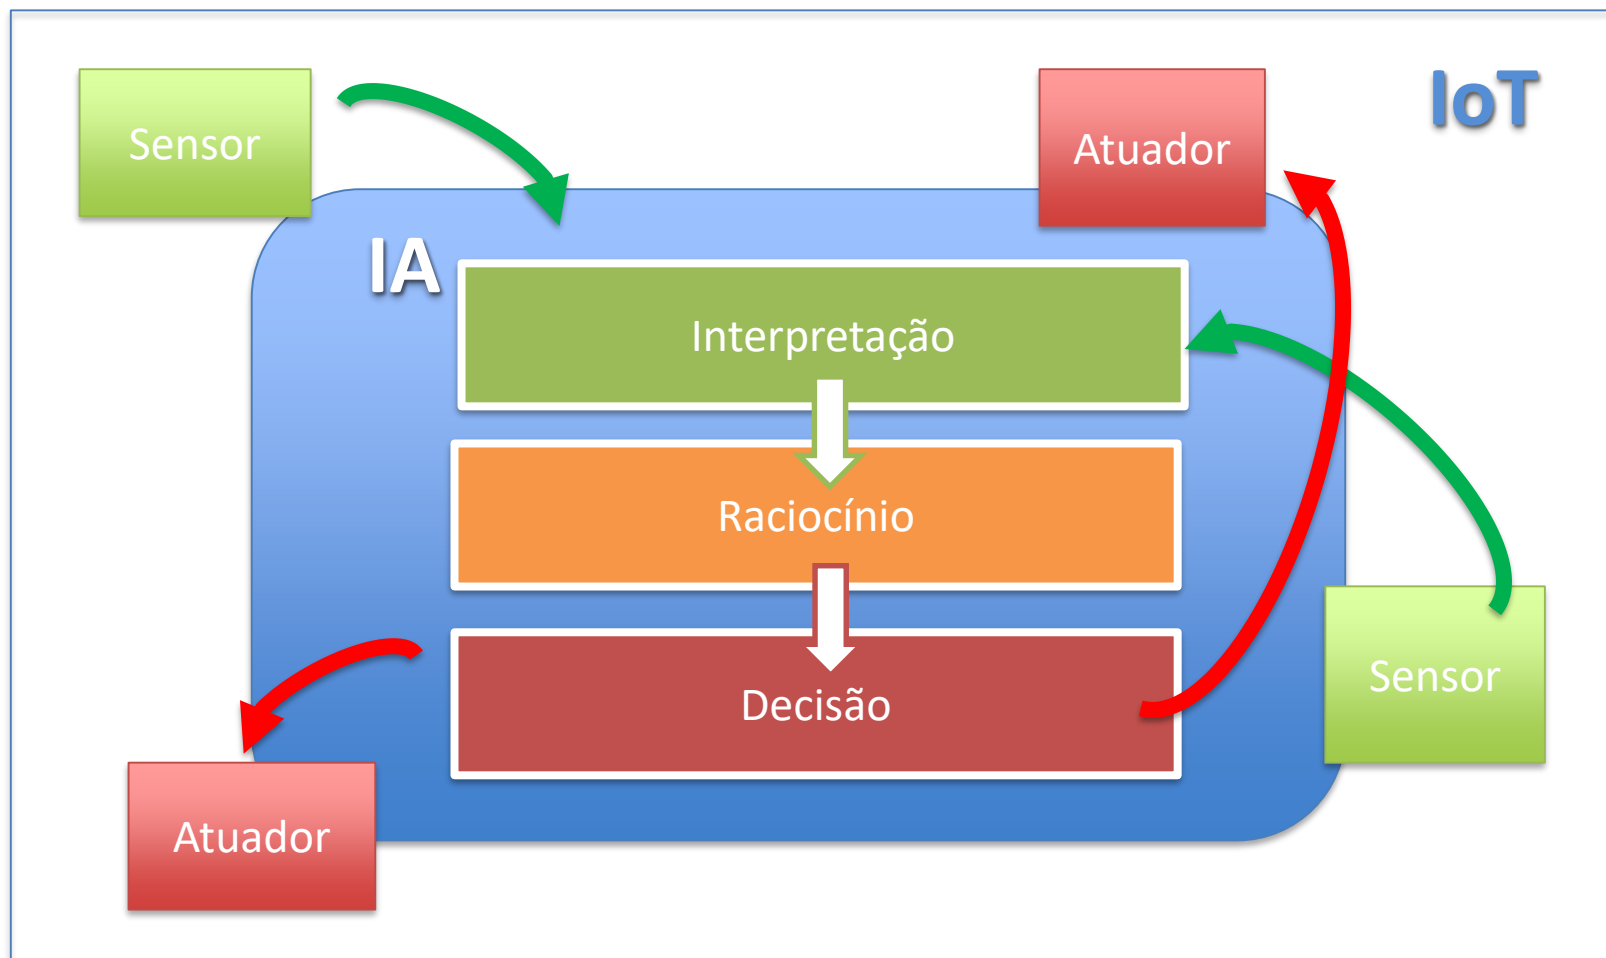 IoT
Sensor
Atuador
IA
Interpretação
Raciocínio
Decisão
Sensor
Atuador